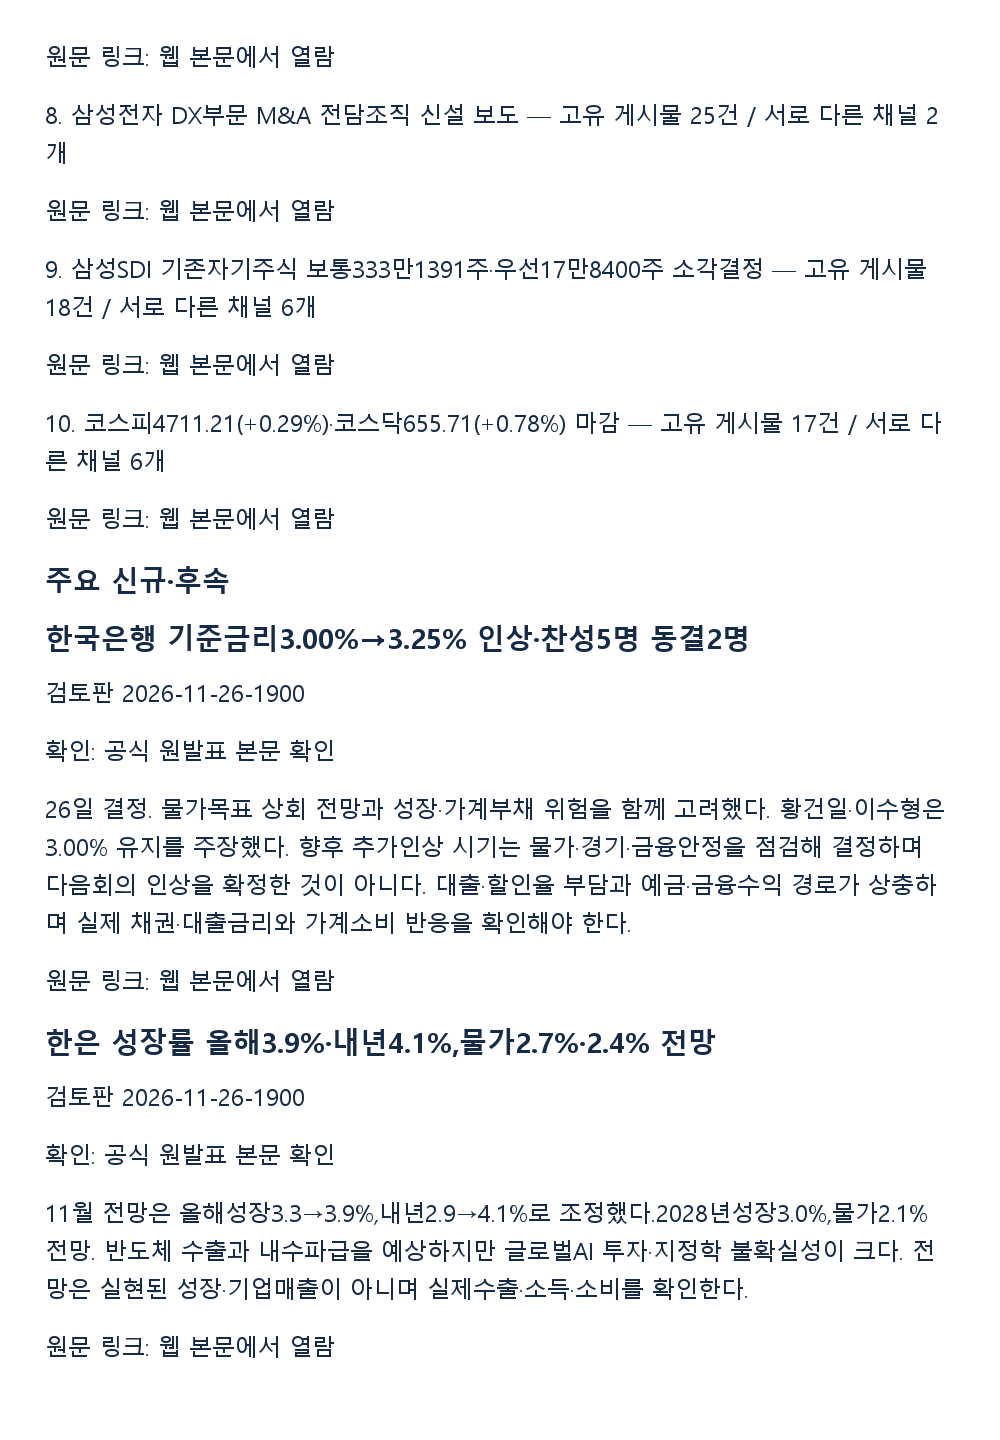 원문 링크: 웹 본문에서 열람
8. 삼성전자 DX부문 M&A 전담조직 신설 보도 — 고유 게시물 25건 / 서로 다른 채널 2
개
원문 링크: 웹 본문에서 열람
9. 삼성SDI 기존자기주식 보통333만1391주·우선17만8400주 소각결정 — 고유 게시물
18건 / 서로 다른 채널 6개
원문 링크: 웹 본문에서 열람
10. 코스피4711.21(+0.29%)·코스닥655.71(+0.78%) 마감 — 고유 게시물 17건 / 서로 다
른 채널 6개
원문 링크: 웹 본문에서 열람
주요 신규·후속
한국은행 기준금리3.00%→3.25% 인상·찬성5명 동결2명
검토판 2026-11-26-1900
확인: 공식 원발표 본문 확인
26일 결정. 물가목표 상회 전망과 성장·가계부채 위험을 함께 고려했다. 황건일·이수형은
3.00% 유지를 주장했다. 향후 추가인상 시기는 물가·경기·금융안정을 점검해 결정하며
다음회의 인상을 확정한 것이 아니다. 대출·할인율 부담과 예금·금융수익 경로가 상충하
며 실제 채권·대출금리와 가계소비 반응을 확인해야 한다.
원문 링크: 웹 본문에서 열람
한은 성장률 올해3.9%·내년4.1%,물가2.7%·2.4% 전망
검토판 2026-11-26-1900
확인: 공식 원발표 본문 확인
11월 전망은 올해성장3.3→3.9%,내년2.9→4.1%로 조정했다.2028년성장3.0%,물가2.1%
전망. 반도체 수출과 내수파급을 예상하지만 글로벌AI 투자·지정학 불확실성이 크다. 전
망은 실현된 성장·기업매출이 아니며 실제수출·소득·소비를 확인한다.
원문 링크: 웹 본문에서 열람